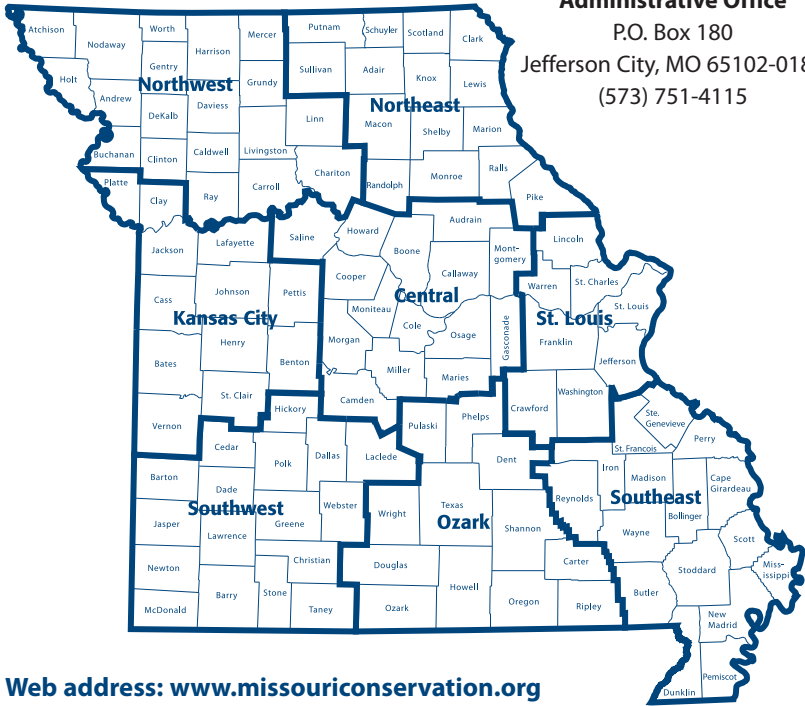 Administrative Office
P.O. Box 180
Jefferson City, MO 65102-018
(573) 751-4115
Atchison
Nodaway
Worth
Harrison
Mercer
Putnam
Schuyler
Scotland
Clark
Holt
Gentry
Northwest
Grundy
Sullivan
Adair
Knox
Lewis
Andrew
DeKalb
Daviess
Linn
Northeast
Macon
Shelby
Marion
Buchanan
Clinton
Caldwell
Livingston
Chariton
Randolph
Monroe
Ralls
Pike
Platte
Clay
Ray
Carroll
Jackson
Lafayette
Saline
Howard
Boone
Audrain
Mont-
gomery
Lincoln
Cass
Johnson
Pettis
Cooper
Callaway
Warren
St. Charles
St. Louis
Kansas City
Central
St. Louis
Moniteau
Cole
Osage
Gasconade
Franklin
Jefferson
Bates
Henry
Benton
Morgan
Miller
Maries
St. Clair
Camden
Vernon
Hickory
Pulaski
Phelps
Crawford
Washington
Ste.
Genevieve
Perry
St. Francois
Cedar
Polk
Dallas
Laclede
Dent
Iron
Madison
Cape
Girardeau
Barton
Dade
Southwest
Webster
Wright
Texas
Ozark
Reynolds
Southeast
Bollinger
Jasper
Lawrence
Greene
Shannon
Wayne
Scott
Newton
Christian
Douglas
Carter
Stoddard
Miss-
issippi
McDonald
Barry
Stone
Taney
Ozark
Howell
Oregon
Ripley
Butler
New
Madrid
Pemiscot
Dunklin
Web address: www.missouriconservation.org